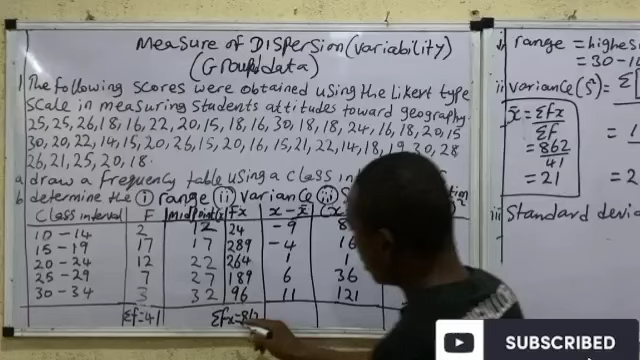 Measure of Dispersion (variability)
(Group data)
1 The following scores were obtained using the Likert type
scale in measuring students attitudes toward geography
25, 25, 26, 18, 16, 22, 20, 15, 18, 16, 30, 18, 18, 24, 16, 18, 20, 15
30, 20, 22, 14, 15, 20, 26, 15, 20, 16, 15, 21, 22, 14, 18, 19, 30, 28
26, 21, 25, 20, 18.
a draw a frequency table using a class in
b determine the (i) range (ii) variance (iii) S
Class interval F midpoint fx x - x̄
10 - 14 2 12 24 -9 8
15 - 19 17 17 289 -4 16
20 - 24 12 22 264 1 1
25 - 29 7 27 189 6 36
30 - 34 3 32 96 11 121
Σf=41 Σfx=86
range = highes
= 30 - 1
ii variance (S²) = Σ
x̄ = Σfx
Σf
= 862
41
= 21
= 2
iii Standard devia
SUBSCRIBED